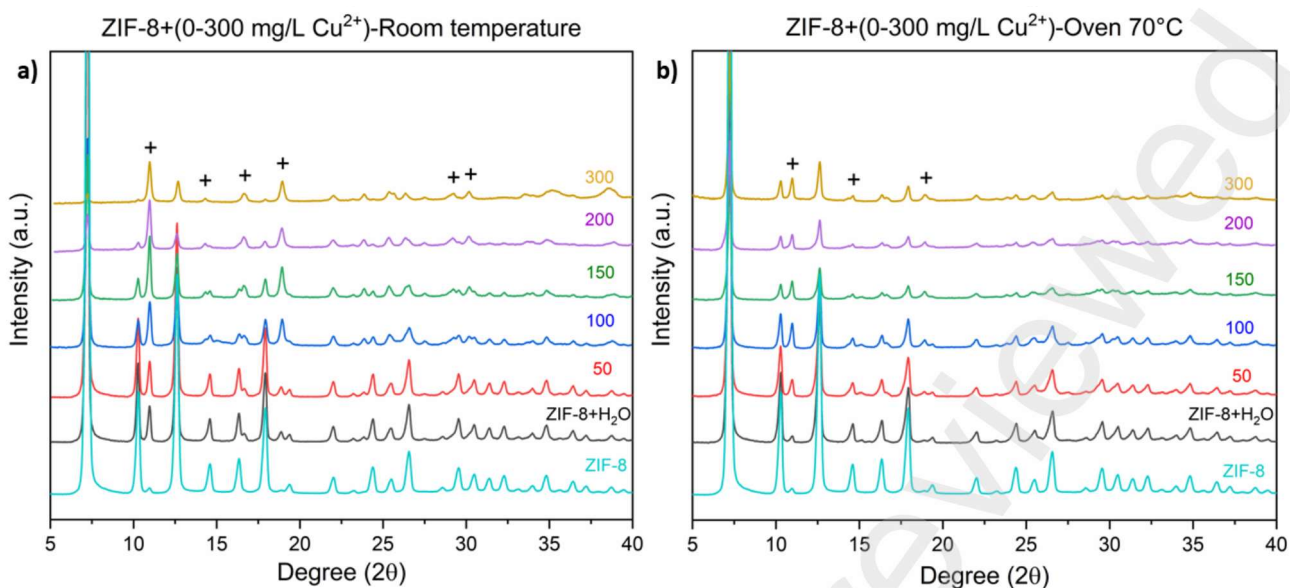 ZIF-8+(0-300 mg/L Cu²⁺)-Room temperature
a)
Intensity (a.u.)
+ + + + + +
300
200
150
100
50
ZIF-8+H₂O
ZIF-8
5 10 15 20 25 30 35 40
Degree (2θ)
ZIF-8+(0-300 mg/L Cu²⁺)-Oven 70°C
b)
Intensity (a.u.)
+ + +
300
200
150
100
50
ZIF-8+H₂O
ZIF-8
5 10 15 20 25 30 35 40
Degree (2θ)
reviewed